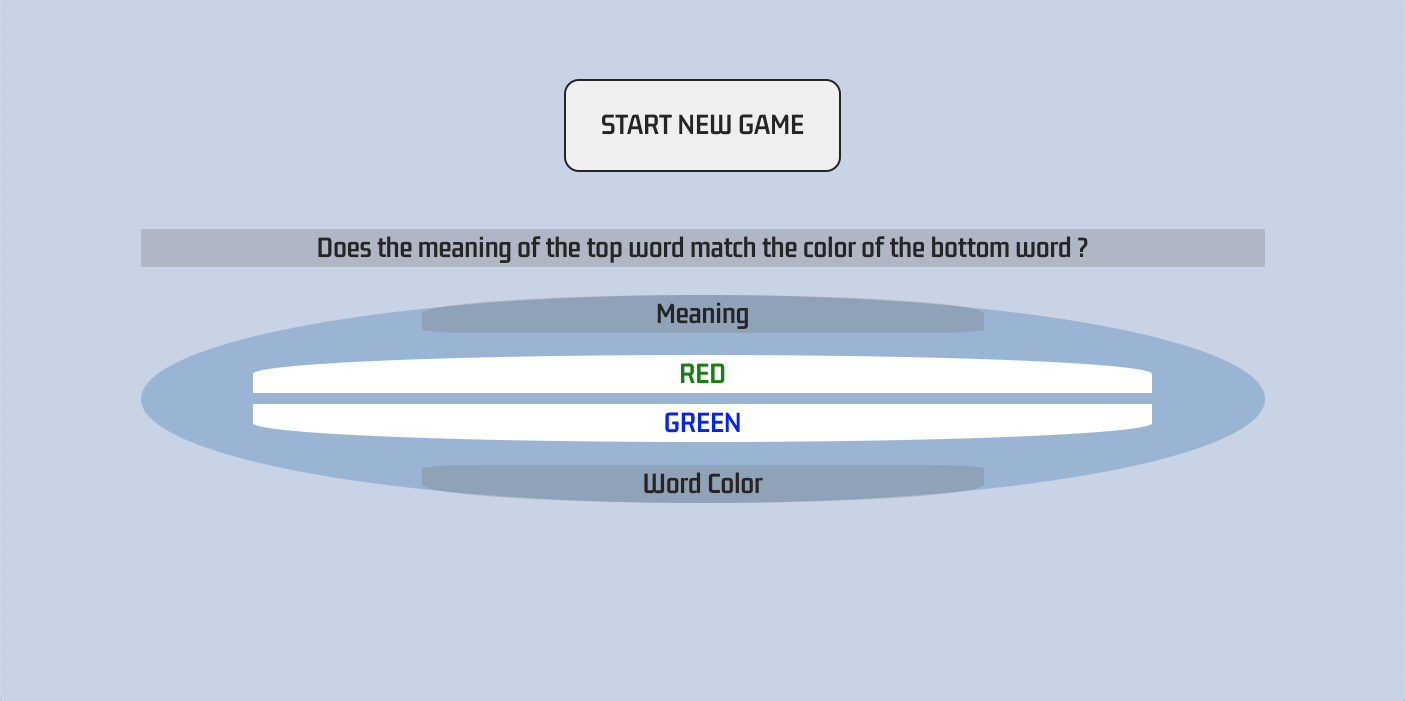 START NEW GAME
Does the meaning of the top word match the color of the bottom word ?
Meaning
RED
GREEN
Word Color